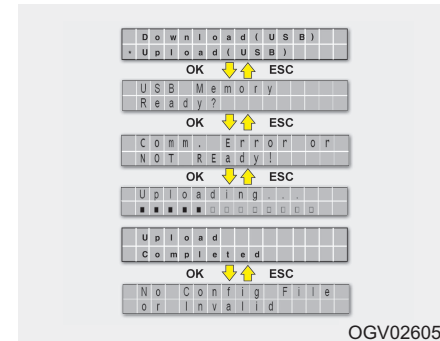 Download(USB)
* Upload(USB)
OK ESC
USB Memory
Ready?
OK ESC
Comm. Error or
NOT REady!
OK ESC
Uploading...
■■■■■□□□□□□□□
Upload
Completed
OK ESC
No Config File
or Invalid
OGV02605